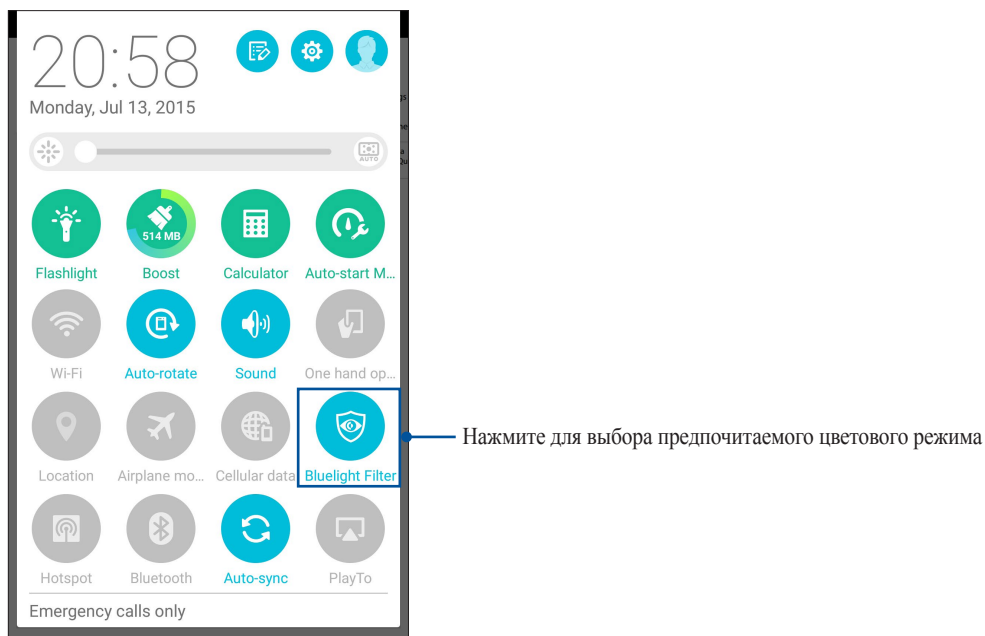 20:58
Monday, Jul 13, 2015
AUTO
514 MB
Flashlight Boost Calculator Auto-start M...
Wi-Fi Auto-rotate Sound One hand op...
Location Airplane mo... Cellular data Bluelight Filter
Нажмите для выбора предпочитаемого цветового режима
Hotspot Bluetooth Auto-sync PlayTo
Emergency calls only